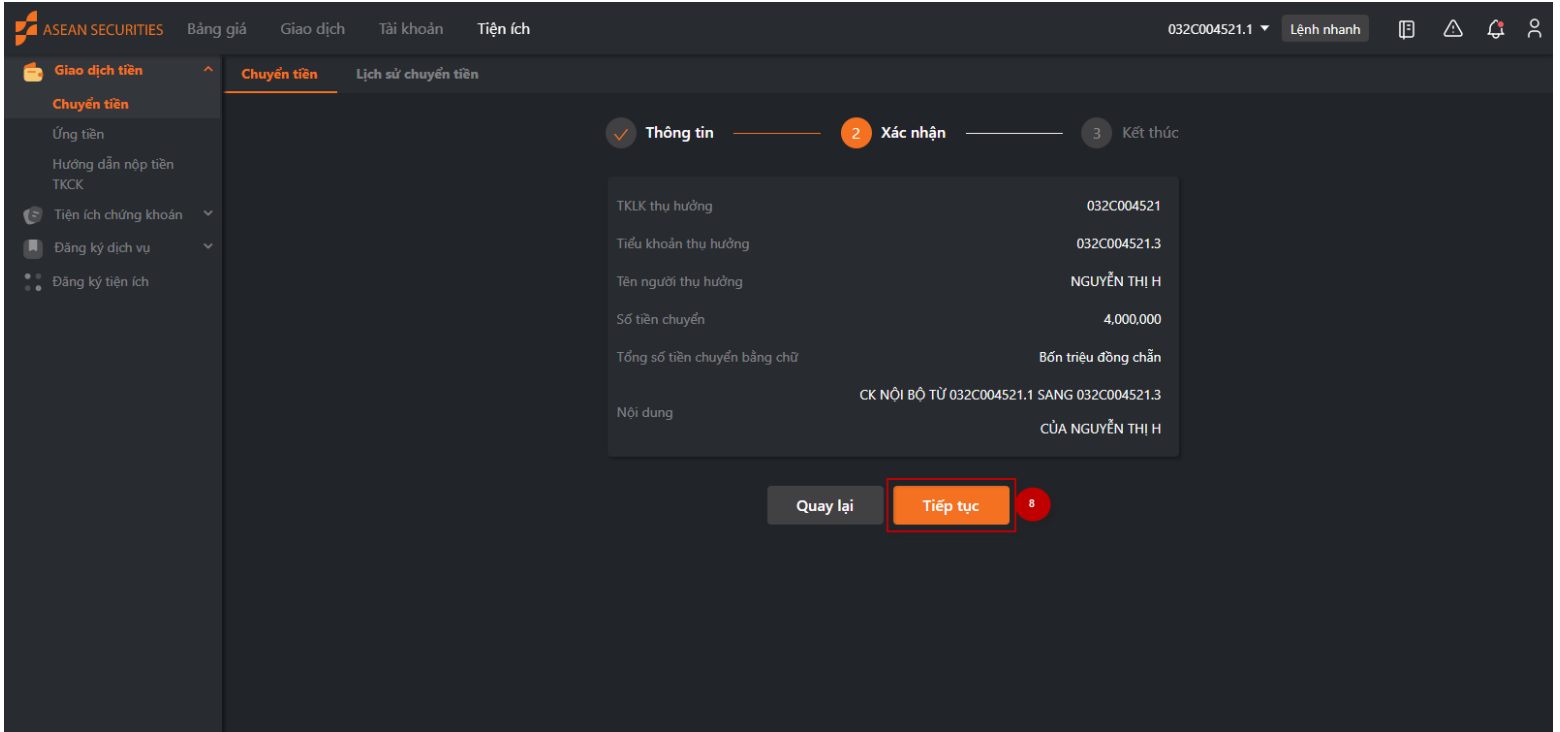 ASEAN SECURITIES Bảng giá Giao dịch Tài khoản Tiện ích 032C004521.1 Lệnh nhanh
Giao dịch tiền
Chuyển tiền
Ứng tiền
Hướng dẫn nộp tiền
TKCK
Tiện ích chứng khoán
Đăng ký dịch vụ
Đăng ký tiện ích
Chuyển tiền Lịch sử chuyển tiền
Thông tin 2 Xác nhận 3 Kết thúc
TKLK thụ hưởng 032C004521
Tiểu khoản thụ hưởng 032C004521.3
Tên người thụ hưởng NGUYỄN THỊ H
Số tiền chuyển 4,000,000
Tổng số tiền chuyển bằng chữ Bốn triệu đồng chẵn
Nội dung CK NỘI BỘ TỪ 032C004521.1 SANG 032C004521.3
CỦA NGUYỄN THỊ H
Quay lại Tiếp tục 8